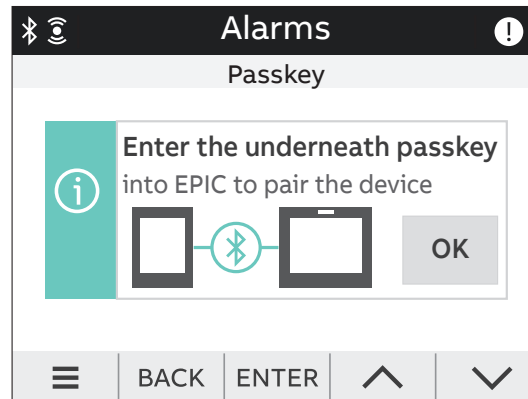 Alarms
Passkey
Enter the underneath passkey
into EPIC to pair the device
OK
BACK
ENTER